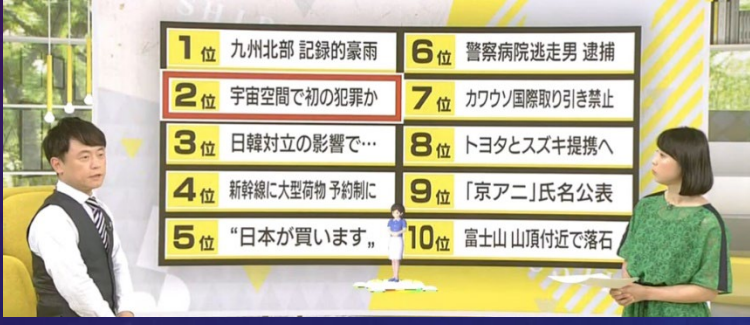 1位 九州北部 記録的豪雨
2位 宇宙空間で初の犯罪か
3位 日韓対立の影響で…
4位 新幹線に大型荷物 予約制に
5位 “日本が買います„
6位 警察病院逃走男 逮捕
7位 カワウソ国際取り引き禁止
8位 トヨタとスズキ提携へ
9位 「京アニ」氏名公表
10位 富士山 山頂付近で落石